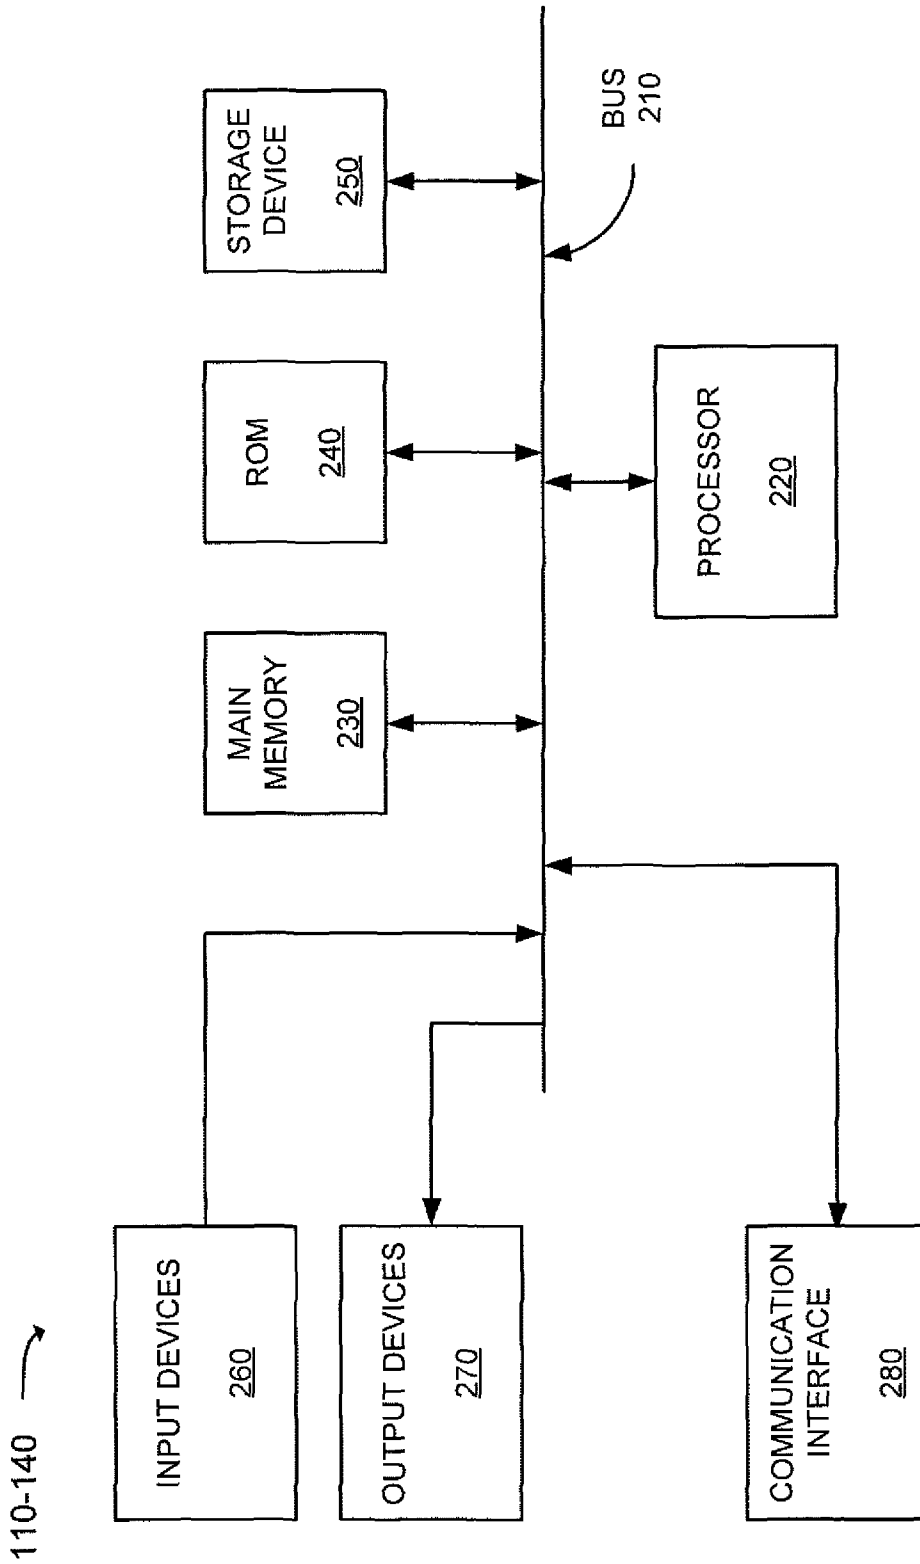 110-140
INPUT DEVICES
260
OUTPUT DEVICES
270
COMMUNICATION
INTERFACE
280
MAIN
MEMORY
230
ROM
240
STORAGE
DEVICE
250
PROCESSOR
220
BUS
210